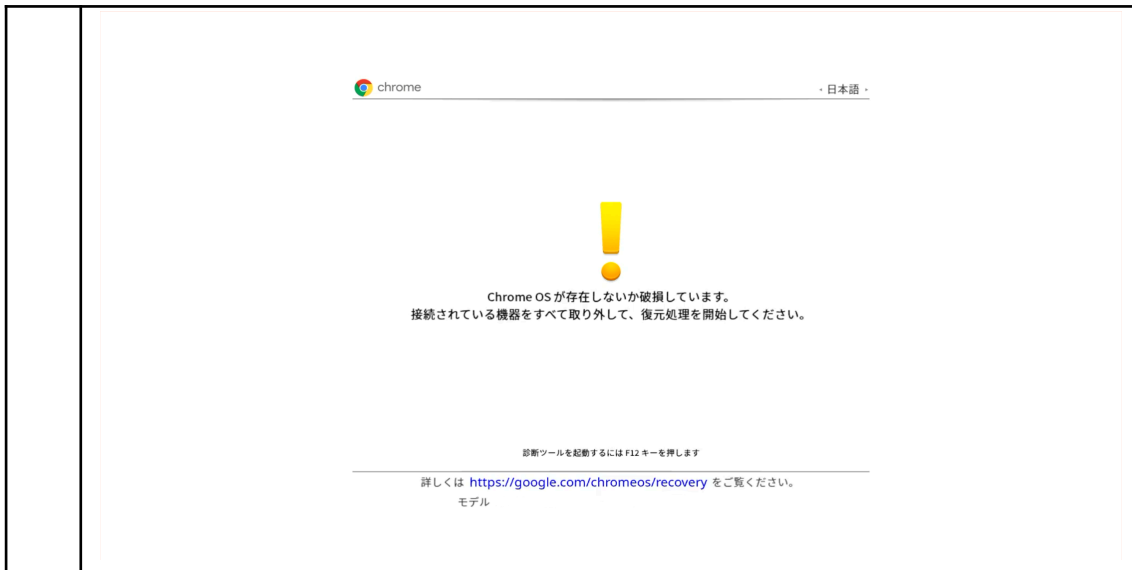 chrome
・日本語・
Chrome OS が存在しないか破損しています。
接続されている機器をすべて取り外して、復元処理を開始してください。
診断ツールを起動するには F12 キーを押します
詳しくは https://google.com/chromeos/recovery をご覧ください。
モデル